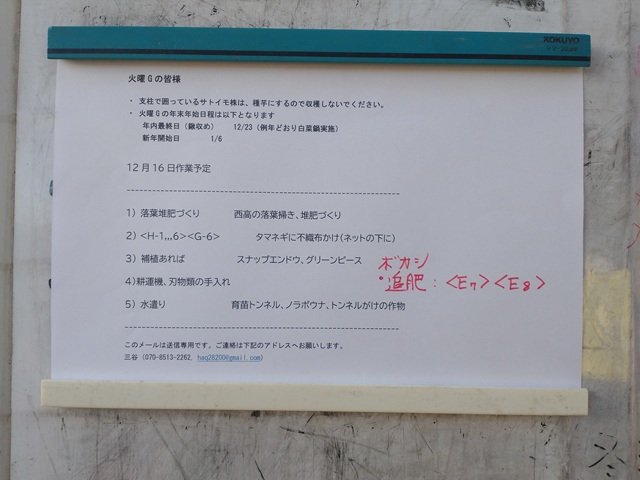 KOKUYO
火曜Gの皆様
・ 支柱で囲っているサトイモ株は、種芋にするので収穫しないでください。
・ 火曜Gの年末年始日程は以下となります
年内最終日（鍬収め） 12/23（例年どおり白菜鍋実施）
新年開始日 1/6
12月16日作業予定
1）落葉堆肥づくり 西高の落葉掃き、堆肥づくり
2）<H-1,,,6><G-6> タマネギに不織布かけ（ネットの下に）
3）補植あれば スナップエンドウ、グリーンピース
ボカシ
・追肥：<E7><E8>
4)耕運機、刃物類の手入れ
5）水遣り 育苗トンネル、ノラボウナ、トンネルがけの作物
このメールは送信専用です。ご連絡は下記のアドレスへお願いします。
三谷（070-8513-2262, haq28200@gmail.com）